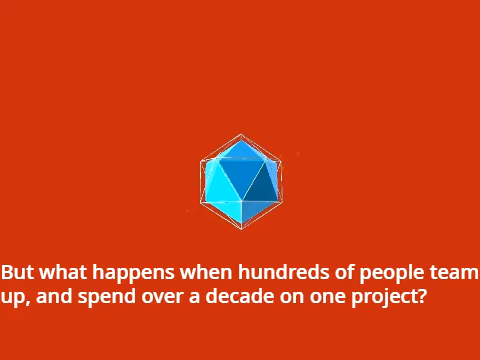 But what happens when hundreds of people team
up, and spend over a decade on one project?